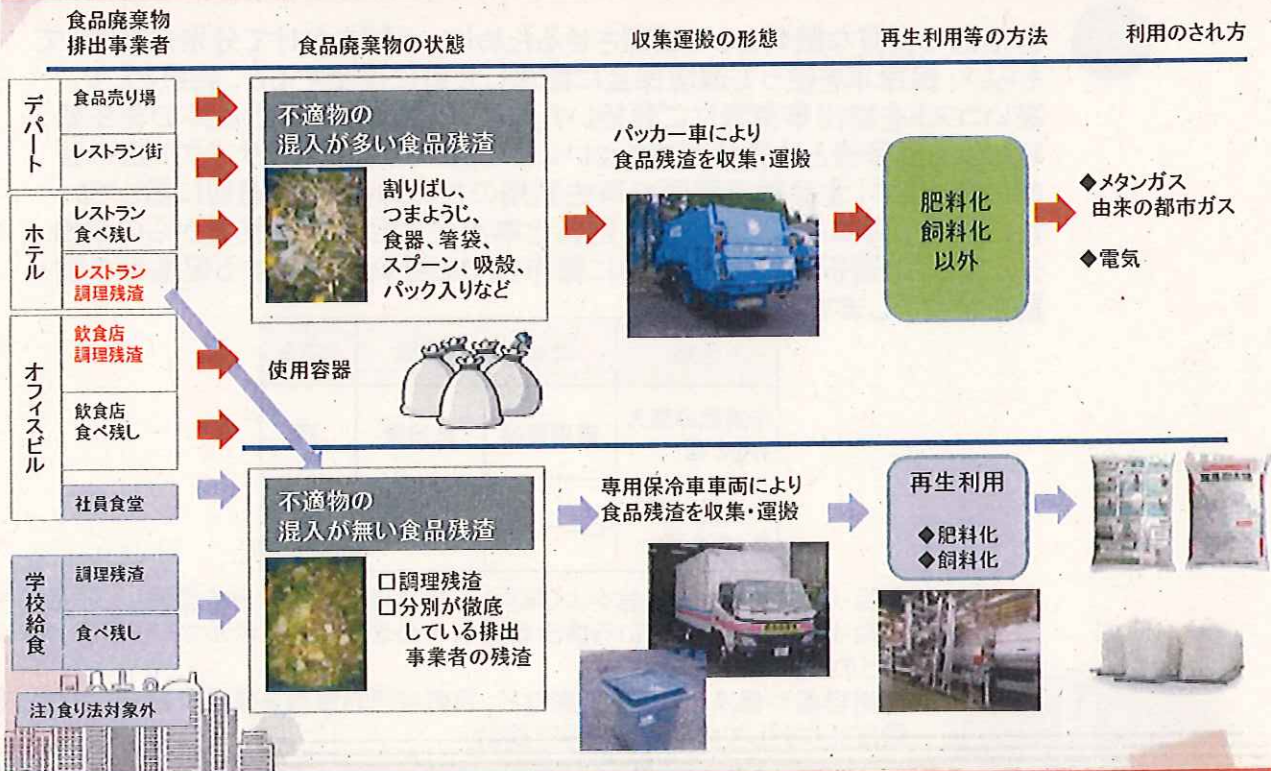 食品廃棄物
排出事業者
食品廃棄物の状態
収集運搬の形態
再生利用等の方法
利用のされ方
デパート
食品売り場
レストラン街
ホテル
レストラン
食べ残し
レストラン
調理残渣
オフィスビル
飲食店
調理残渣
飲食店
食べ残し
社員食堂
学校給食
調理残渣
食べ残し
注)食り法対象外
不適物の
混入が多い食品残渣
割りばし、
つまようじ、
食器、箸袋、
スプーン、吸殻、
パック入りなど
使用容器
パッカー車により
食品残渣を収集・運搬
肥料化
飼料化
以外
◆メタンガス
由来の都市ガス
◆電気
不適物の
混入が無い食品残渣
□調理残渣
□分別が徹底
している排出
事業者の残渣
専用保冷車車両により
食品残渣を収集・運搬
再生利用
◆肥料化
◆飼料化